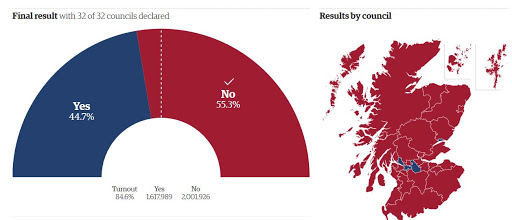 Final result with 32 of 32 councils declared
Results by council
Yes
44.7%
No
55.3%
Turnout Yes No
84.6% 1,617,989 2,001,926